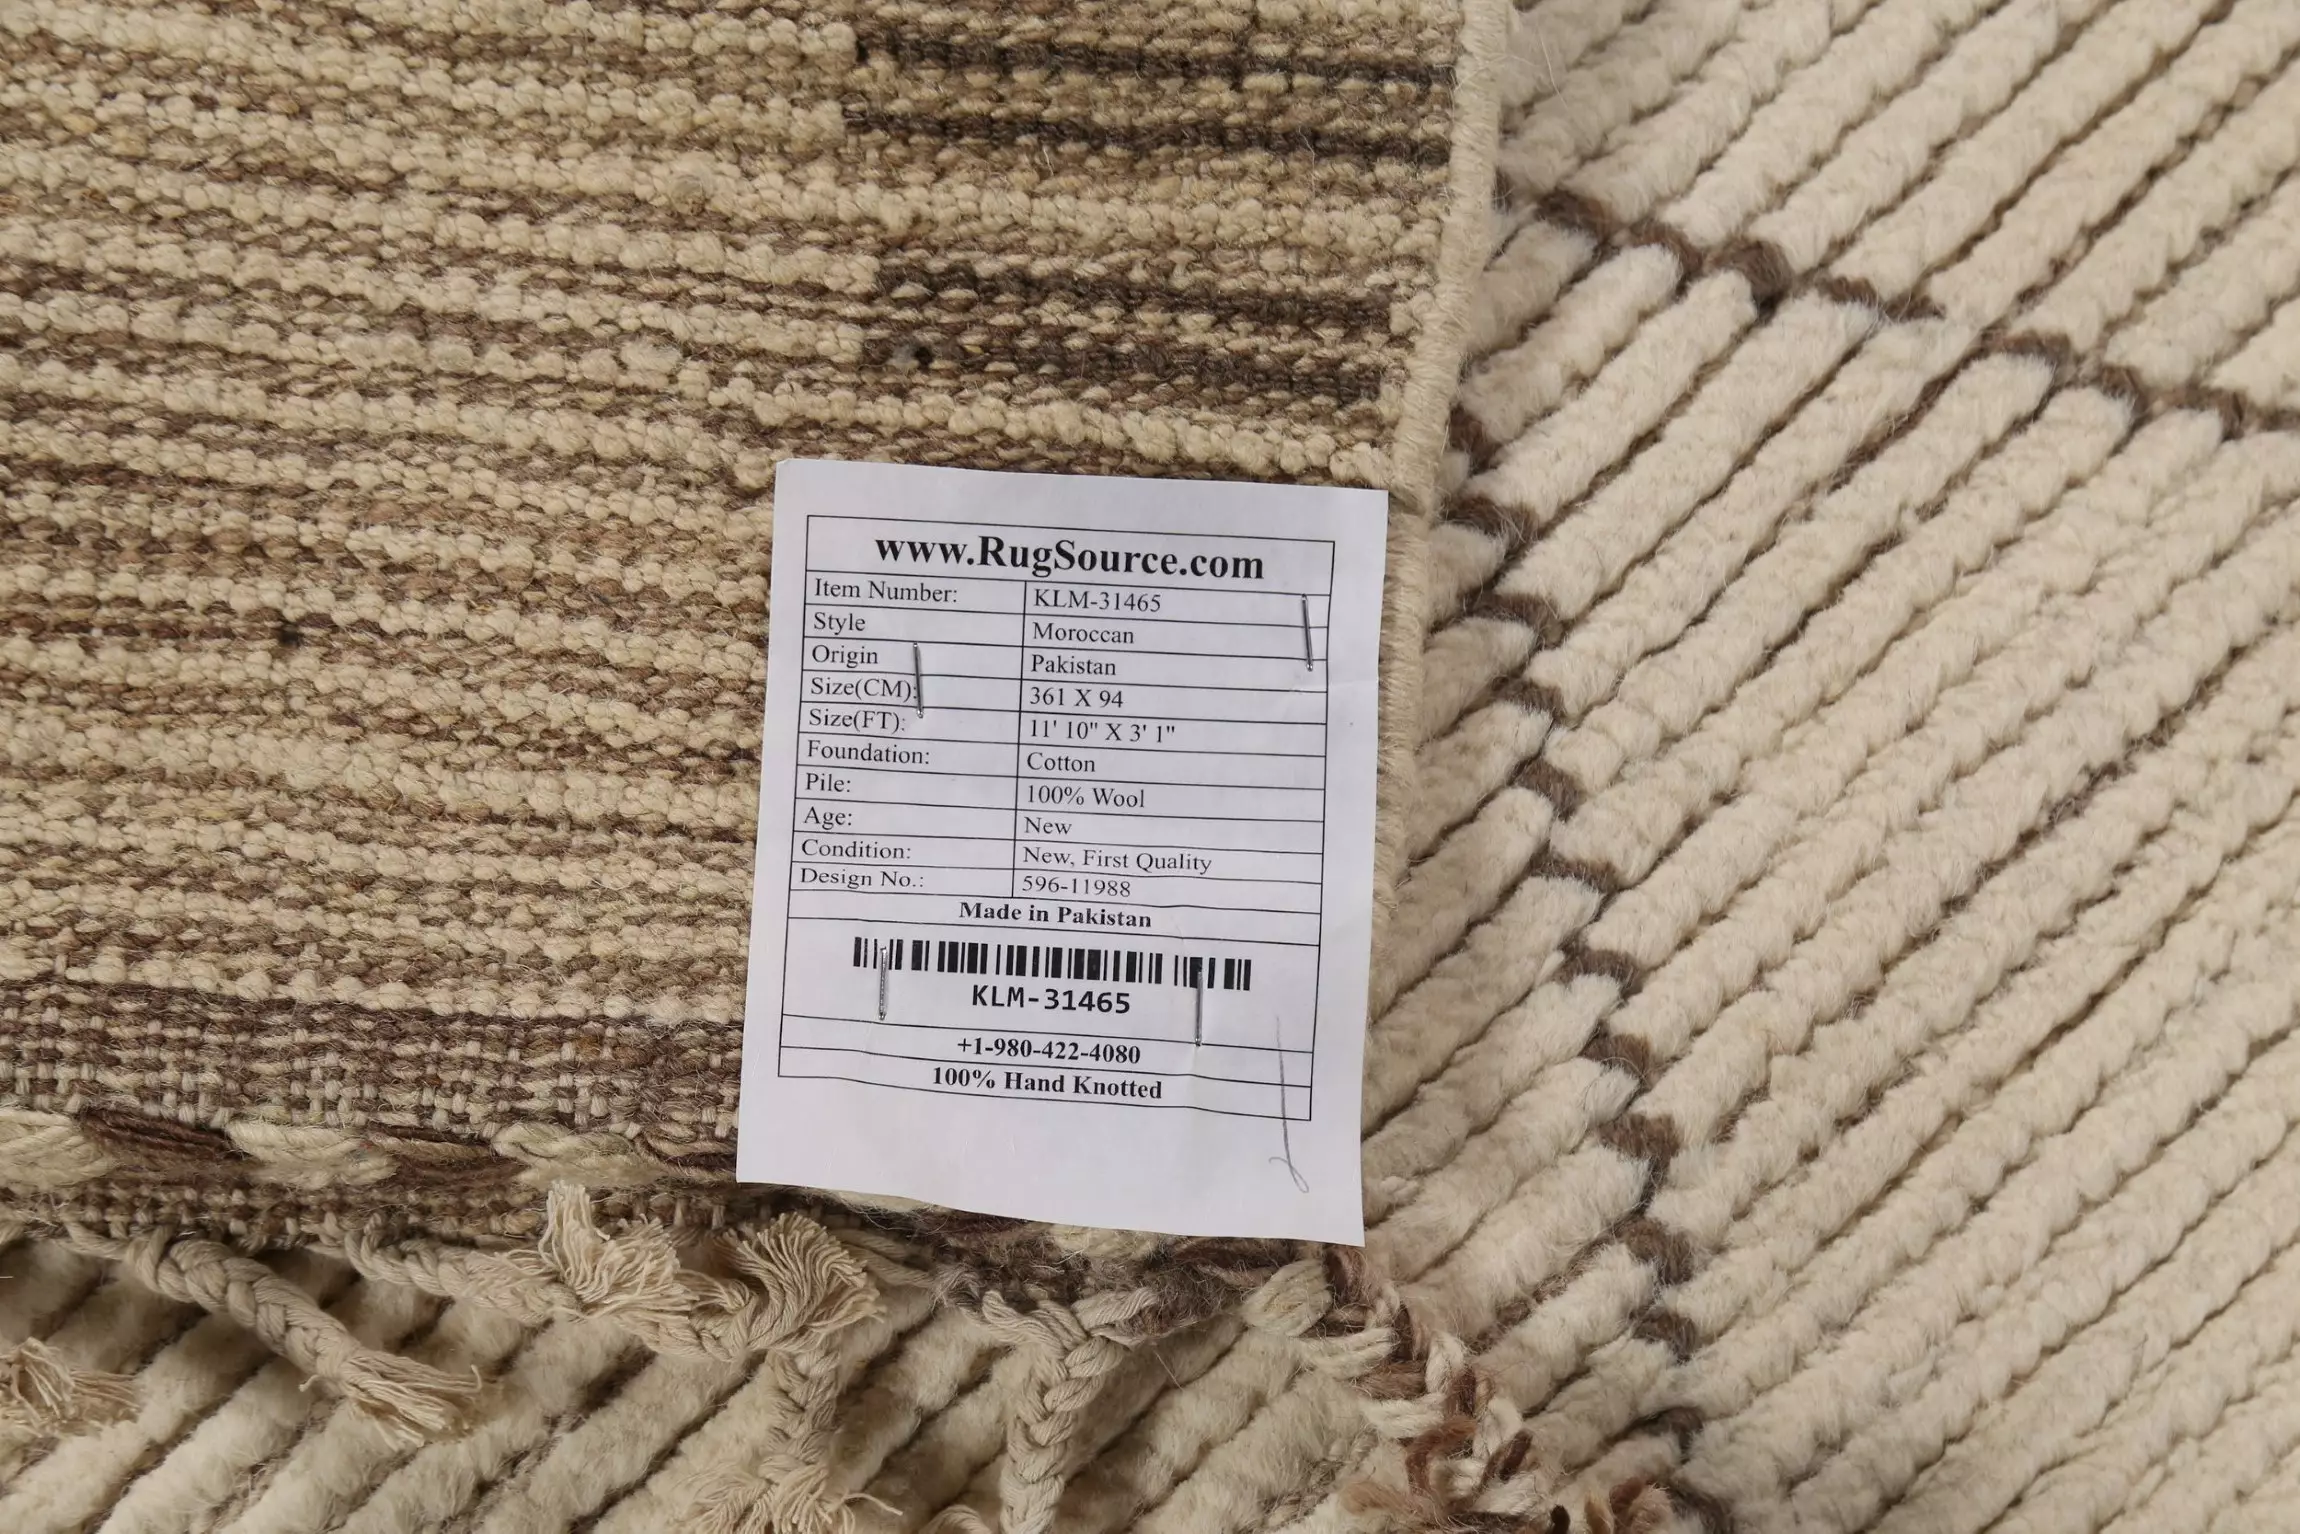 www.RugSource.com
Item Number: KLM-31465
Style Moroccan
Origin Pakistan
Size(CM): 361 X 94
Size(FT): 11' 10" X 3' 1"
Foundation: Cotton
Pile: 100% Wool
Age: New
Condition: New, First Quality
Design No.: 596-11988
Made in Pakistan
KLM-31465
+1-980-422-4080
100% Hand Knotted